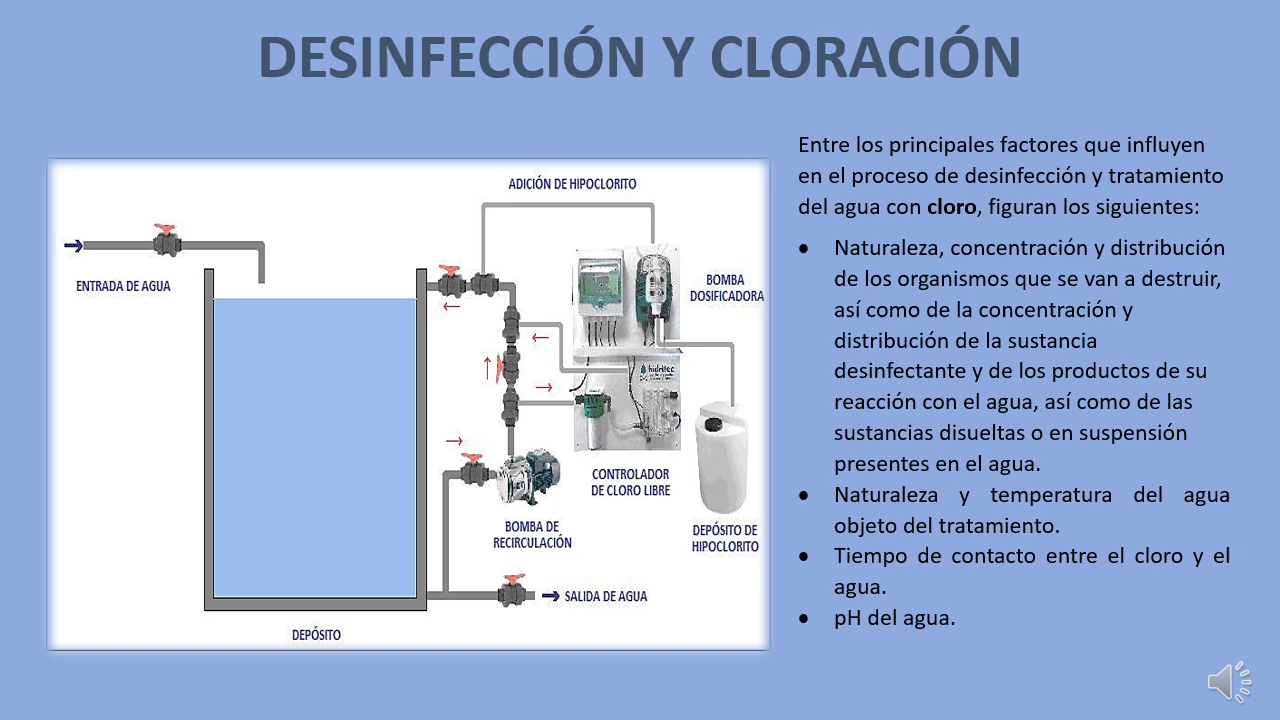 DESINFECCIÓN Y CLORACIÓN
ADICIÓN DE HIPOCLORITO
ENTRADA DE AGUA
BOMBA
DOSIFICADORA
hidritec
CONTROLADOR
DE CLORO LIBRE
BOMBA DE
RECIRCULACIÓN
DEPÓSITO DE
HIPOCLORITO
SALIDA DE AGUA
DEPÓSITO
Entre los principales factores que influyen
en el proceso de desinfección y tratamiento
del agua con cloro, figuran los siguientes:
• Naturaleza, concentración y distribución
de los organismos que se van a destruir,
así como de la concentración y
distribución de la sustancia
desinfectante y de los productos de su
reacción con el agua, así como de las
sustancias disueltas o en suspensión
presentes en el agua.
• Naturaleza y temperatura del agua
objeto del tratamiento.
• Tiempo de contacto entre el cloro y el
agua.
• pH del agua.